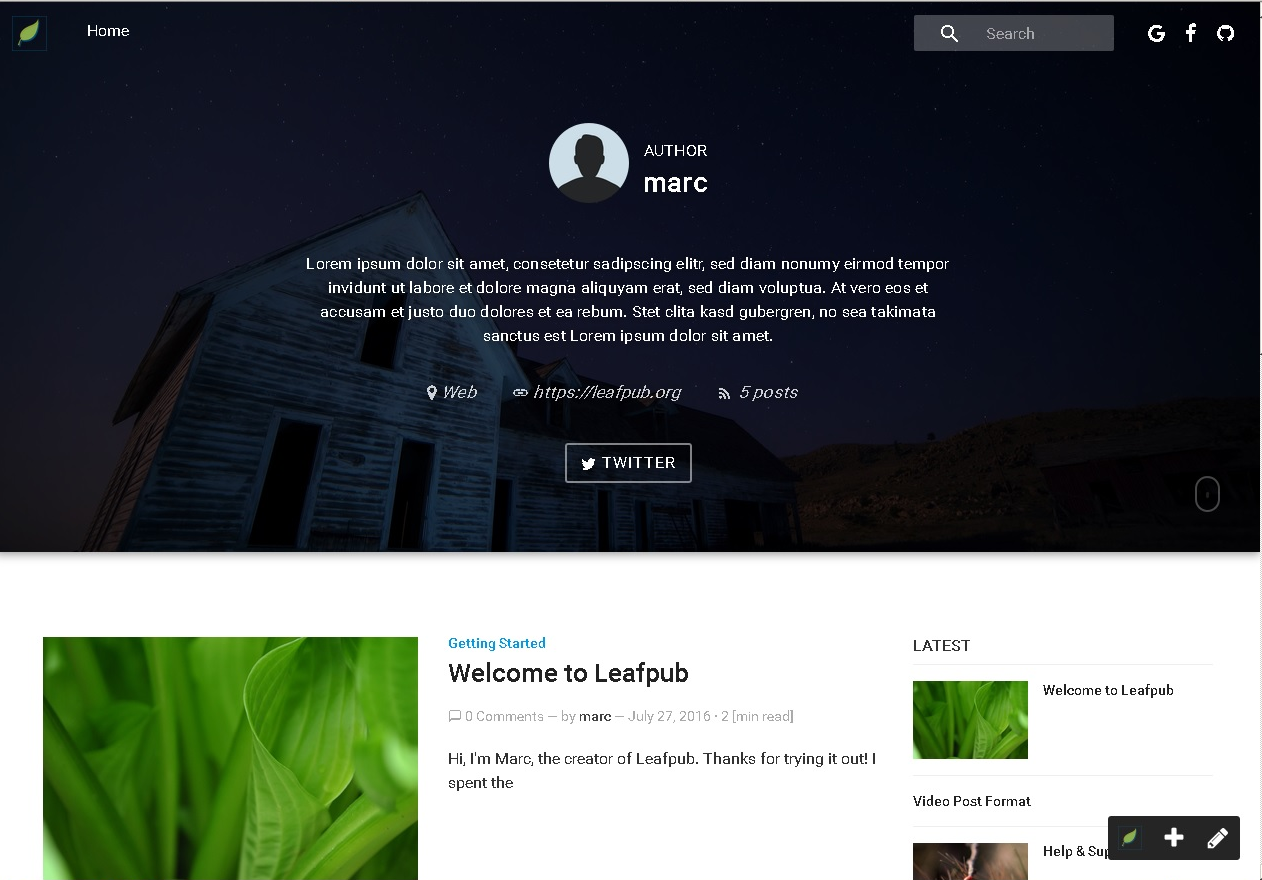 Home
Search
AUTHOR
marc
Lorem ipsum dolor sit amet, consetetur sadipscing elitr, sed diam nonumy eirmod tempor
invidunt ut labore et dolore magna aliquyam erat, sed diam voluptua. At vero eos et
accusam et justo duo dolores et ea rebum. Stet clita kasd gubergren, no sea takimata
sanctus est Lorem ipsum dolor sit amet.
Web https://leafpub.org 5 posts
TWITTER
Getting Started
Welcome to Leafpub
0 Comments — by marc — July 27, 2016 · 2 [min read]
Hi, I'm Marc, the creator of Leafpub. Thanks for trying it out! I
spent the
LATEST
Welcome to Leafpub
Video Post Format
Help &